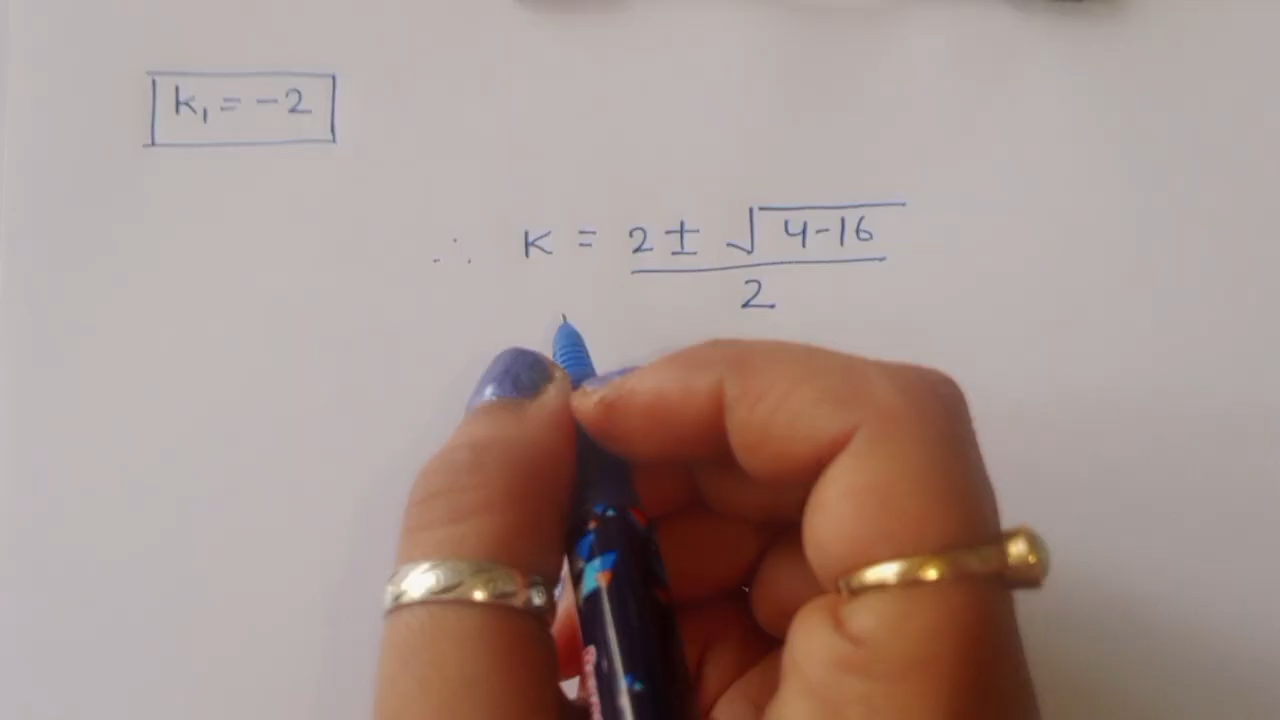 k₁ = -2
∴ K = 2 ± √4-16
2